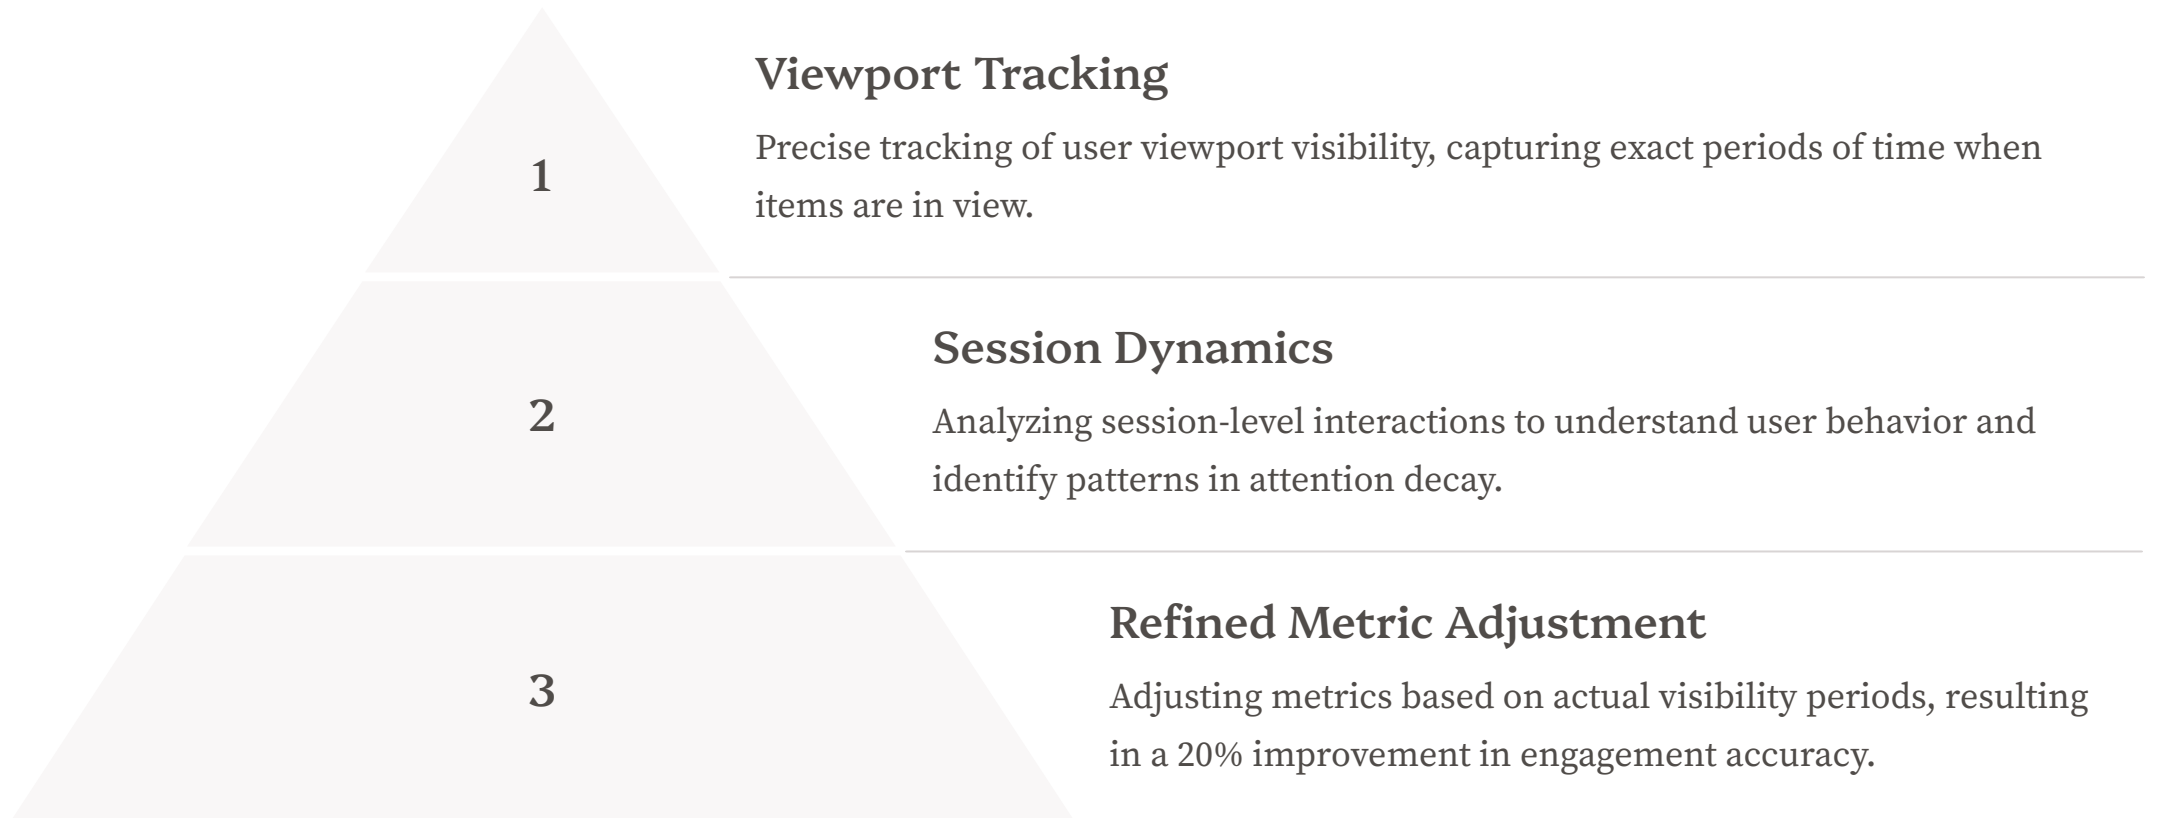 1
Viewport Tracking
Precise tracking of user viewport visibility, capturing exact periods of time when
items are in view.
2
Session Dynamics
Analyzing session-level interactions to understand user behavior and
identify patterns in attention decay.
3
Refined Metric Adjustment
Adjusting metrics based on actual visibility periods, resulting
in a 20% improvement in engagement accuracy.